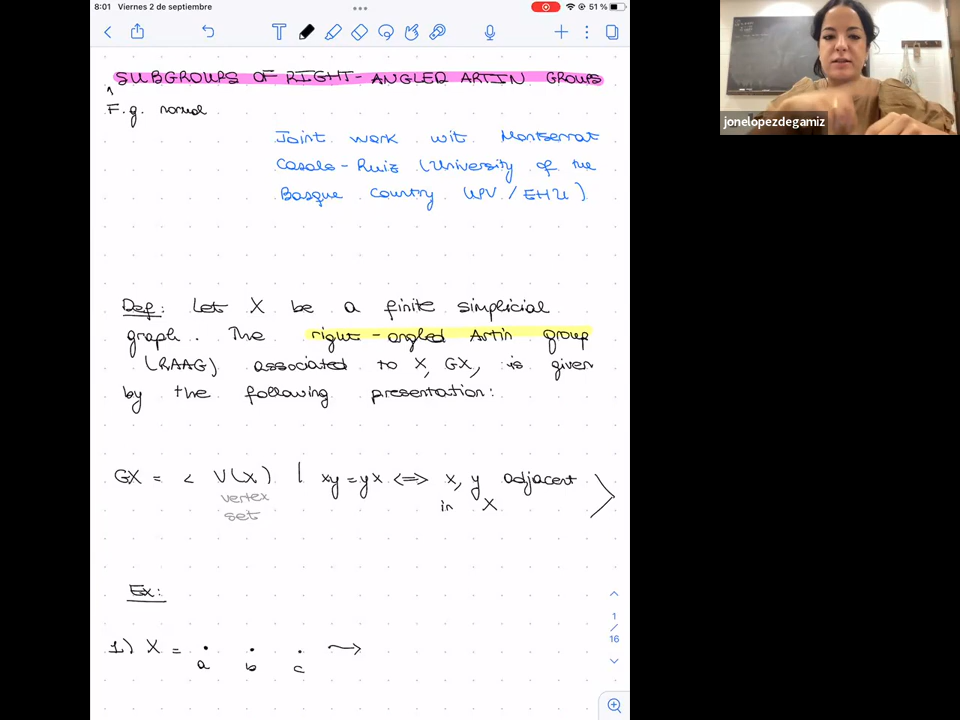 8:01 Viernes 2 de septiembre
51 %
SUBGROUPS OF RIGHT-ANGLED ARTIN GROUPS
F.g. normal
Joint work wit Montserrat
Casals-Ruiz (University of the
Basque Country UPV / EHU)
Def: Let X be a finite simplicial
graph. The right-angled Artin group
(RAAG) associated to X, GX, is given
by the following presentation:
GX = < V(X) | xy = yx <=> x, y adjacent
in X >
vertex
set
Ex:
1) X = . . . ⟶
a b c
1
/
16
jonelopezdegamiz